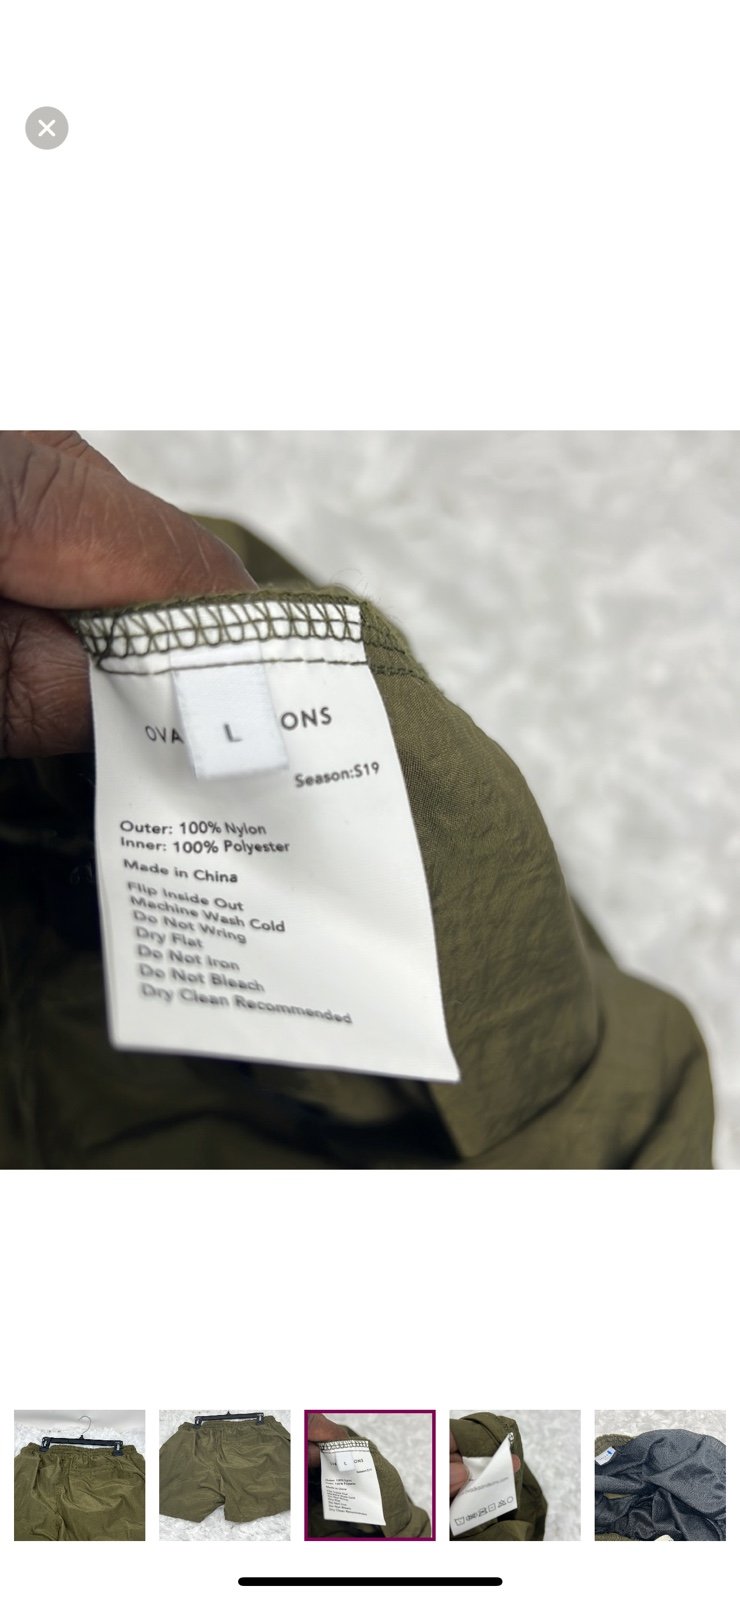 OVA
L
ONS
Season:S19
Outer: 100% Nylon
Inner: 100% Polyester
Made in China
Flip Inside Out
Machine Wash Cold
Do Not Wring
Dry Flat
Do Not Iron
Do Not Bleach
Dry Clean Recommended